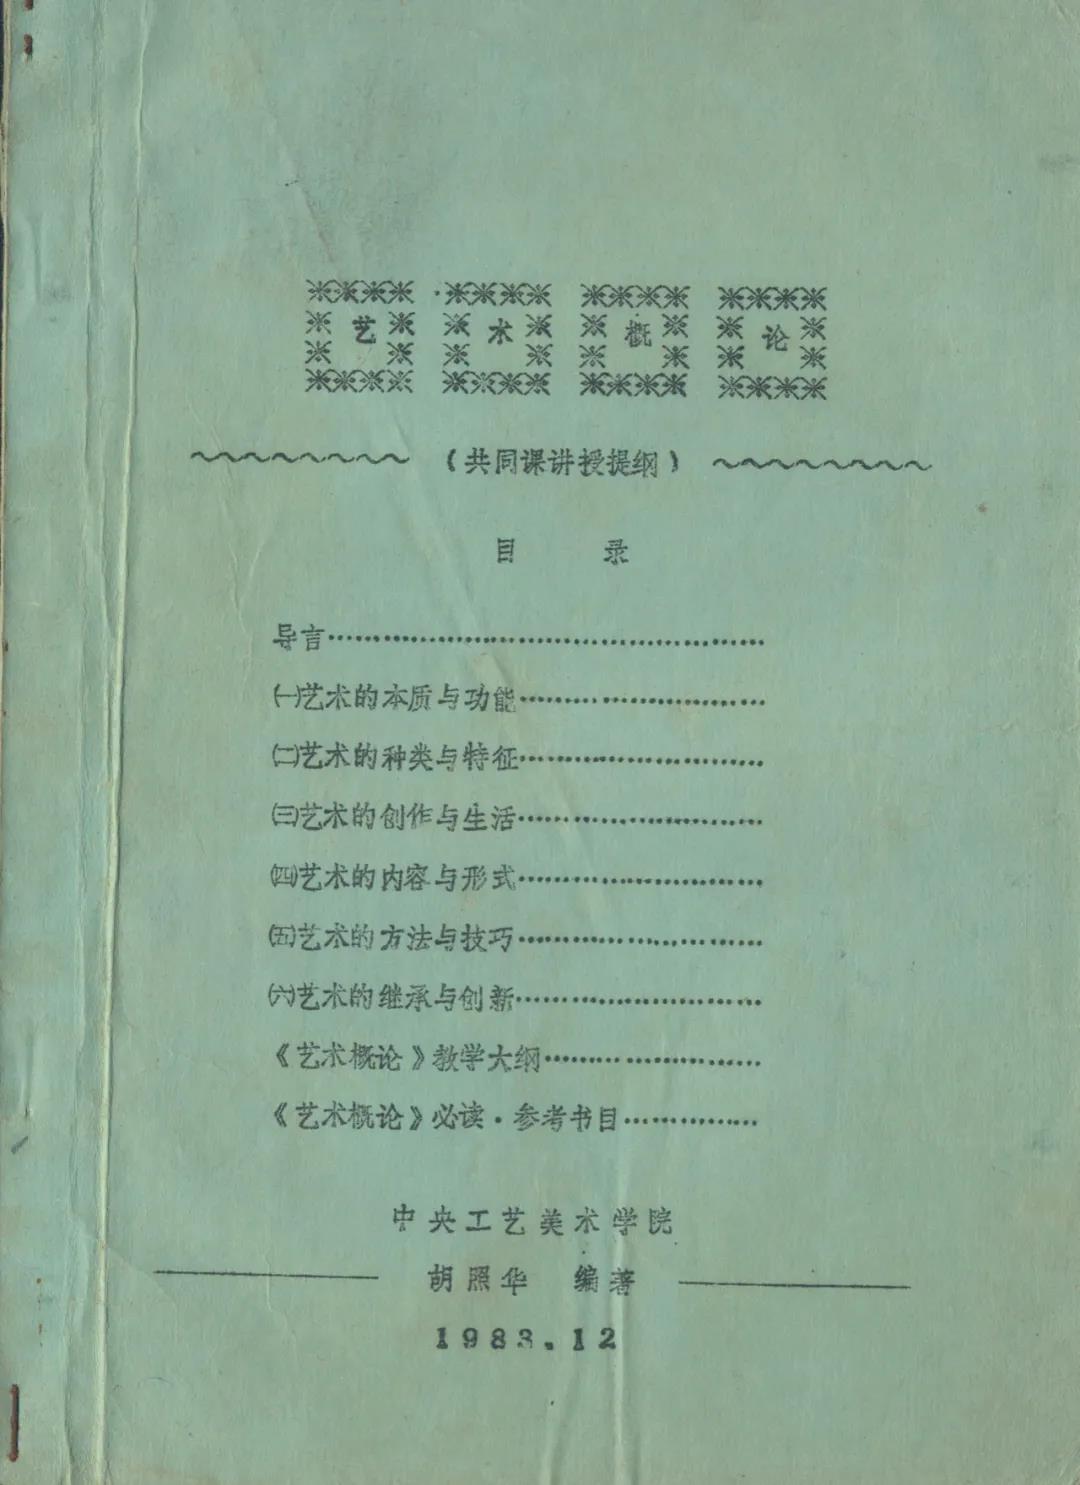 艺术概论
（共同课讲授提纲）
目 录
导言……………………………………………
㈠艺术的本质与功能…………………………
㈡艺术的种类与特征…………………………
㈢艺术的创作与生活…………………………
㈣艺术的内容与形式…………………………
㈤艺术的方法与技巧…………………………
㈥艺术的继承与创新…………………………
《艺术概论》教学大纲………………………
《艺术概论》必读·参考书目………………
中央工艺美术学院
胡照华 编著
1983.12